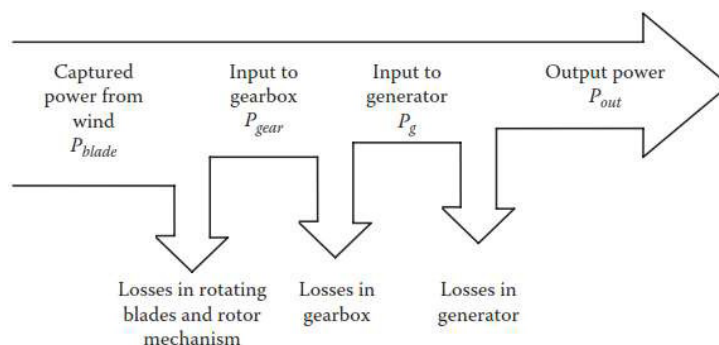 Captured
power from
wind
P_blade
Input to
gearbox
P_gear
Input to
generator
P_g
Output power
P_out
Losses in rotating
blades and rotor
mechanism
Losses in
gearbox
Losses in
generator